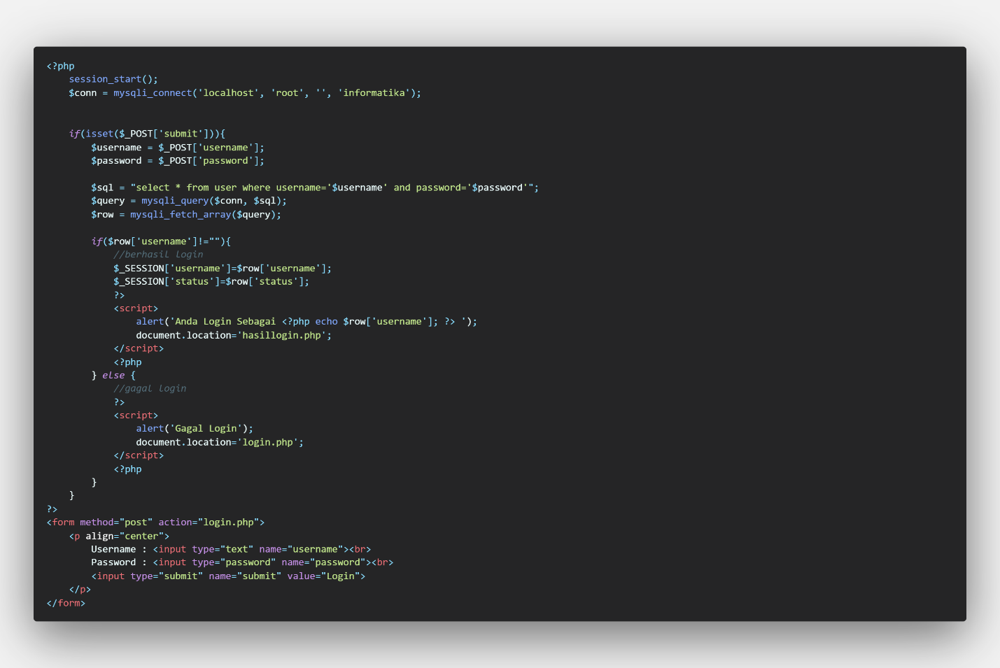 <?php
    session_start();
    $conn = mysqli_connect('localhost', 'root', '', 'informatika');
    if(isset($_POST['submit'])){
        $username = $_POST['username'];
        $password = $_POST['password'];
        $sql = "select * from user where username='$username' and password='$password'";
        $query = mysqli_query($conn, $sql);
        $row = mysqli_fetch_array($query);
        if($row['username']!=""){
            //berhasil login
            $_SESSION['username']=$row['username'];
            $_SESSION['status']=$row['status'];
            ?>
            <script>
                alert('Anda Login Sebagai <?php echo $row['username']; ?> ');
                document.location='hasillogin.php';
            </script>
            <?php
        } else {
            //gagal login
            ?>
            <script>
                alert('Gagal Login');
                document.location='login.php';
            </script>
            <?php
        }
    }
?>
<form method="post" action="login.php">
    <p align="center">
        Username : <input type="text" name="username"><br>
        Password : <input type="password" name="password"><br>
        <input type="submit" name="submit" value="Login">
    </p>
</form>